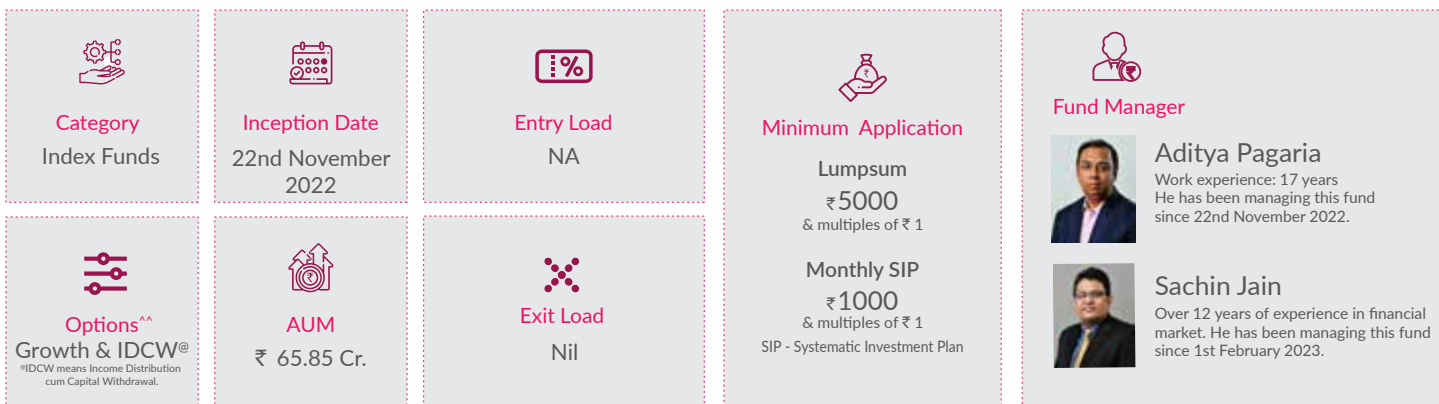 Category
Index Funds
Inception Date
22nd November
2022
Entry Load
NA
Options^^
Growth & IDCW@
@IDCW means Income Distribution
cum Capital Withdrawal.
AUM
₹ 65.85 Cr.
Exit Load
Nil
Minimum Application
Lumpsum
₹5000
& multiples of ₹ 1
Monthly SIP
₹1000
& multiples of ₹ 1
SIP - Systematic Investment Plan
Fund Manager
Aditya Pagaria
Work experience: 17 years
He has been managing this fund
since 22nd November 2022.
Sachin Jain
Over 12 years of experience in financial
market. He has been managing this fund
since 1st February 2023.